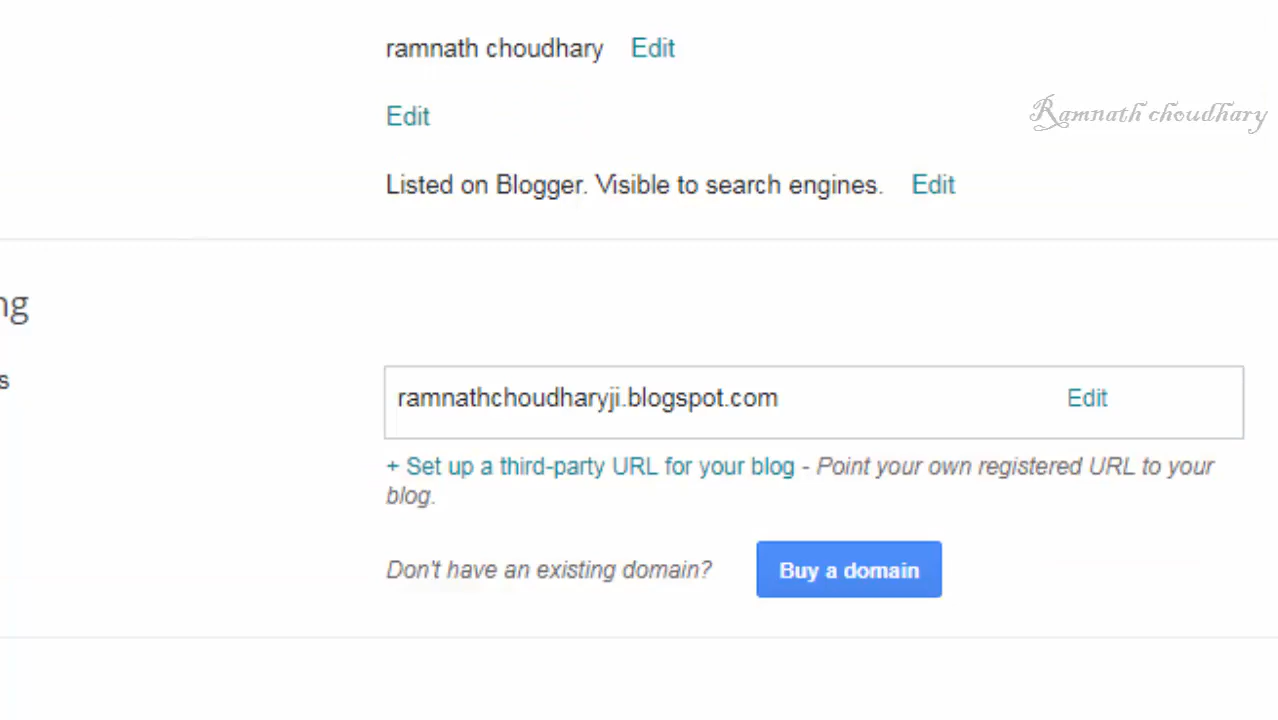 ramnath choudhary Edit
Edit
Ramnath choudhary
Listed on Blogger. Visible to search engines. Edit
ng
s
ramnathchoudharyji.blogspot.com Edit
+ Set up a third-party URL for your blog - Point your own registered URL to your
blog.
Don't have an existing domain? Buy a domain